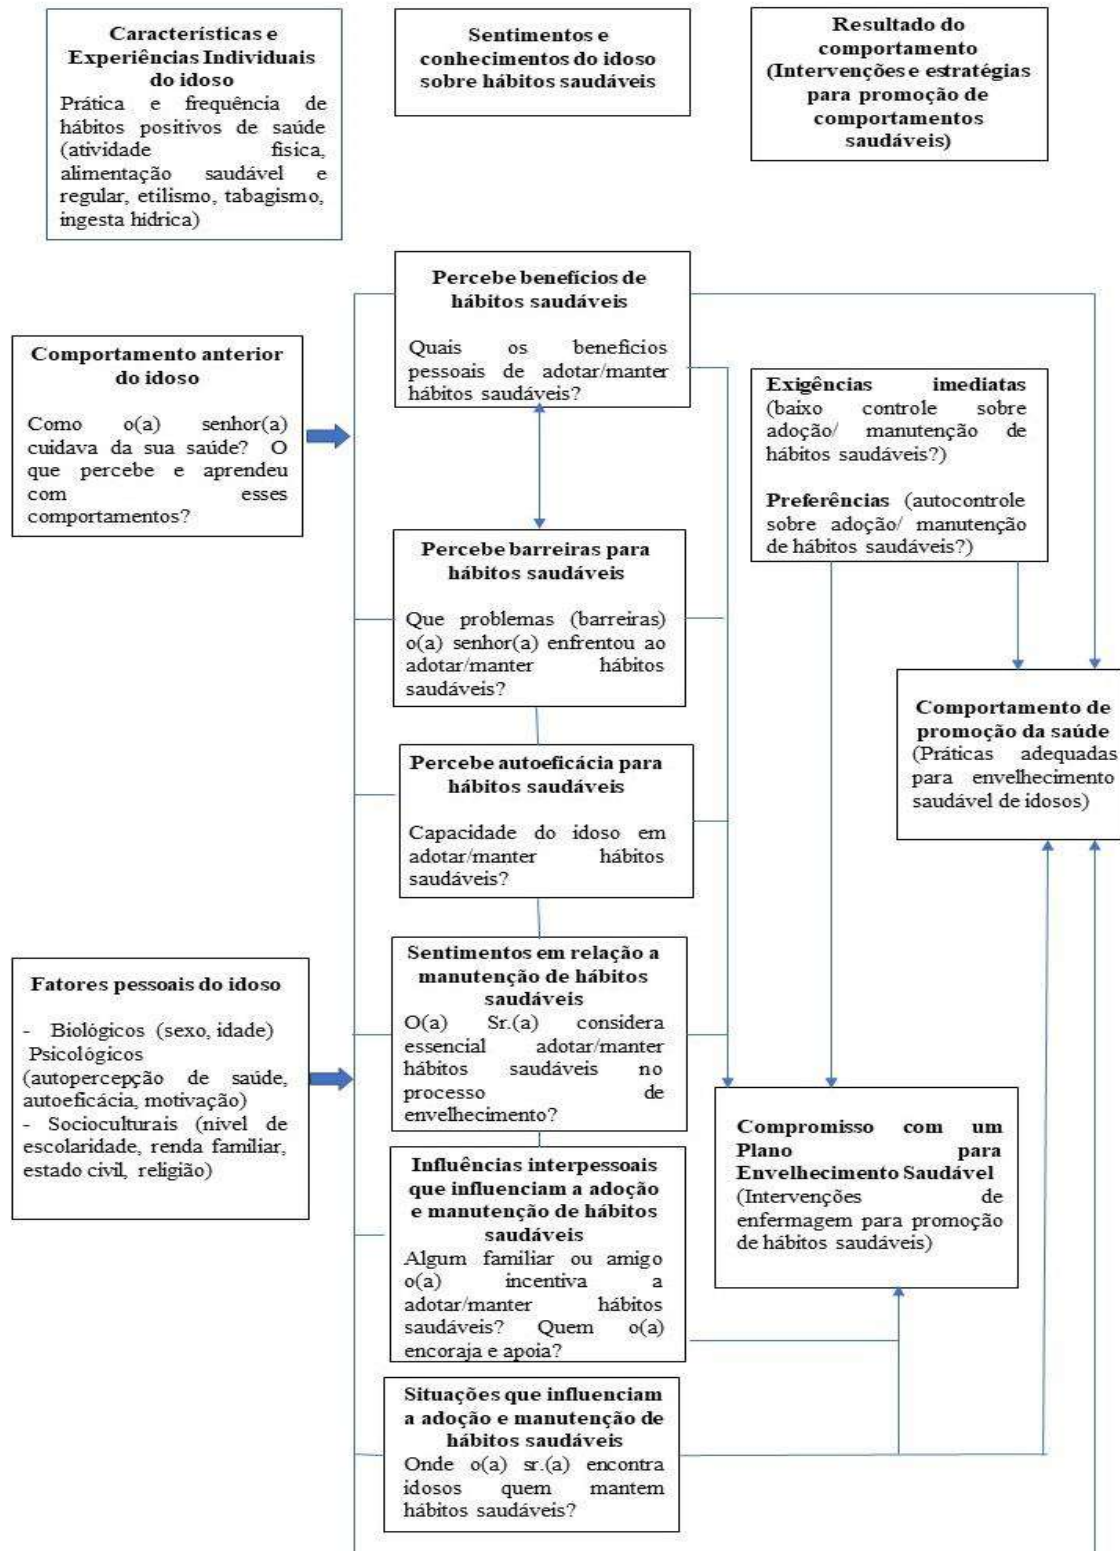 Características e
Experiências Individuais
do idoso
Prática e frequência de
hábitos positivos de saúde
(atividade física,
alimentação saudável e
regular, etilismo, tabagismo,
ingesta hídrica)
Sentimentos e
conhecimentos do idoso
sobre hábitos saudáveis
Resultado do
comportamento
(Intervenções e estratégias
para promoção de
comportamentos
saudáveis)
Comportamento anterior
do idoso
Como o(a) senhor(a)
cuidava da sua saúde? O
que percebe e aprendeu
com esses
comportamentos?
Fatores pessoais do idoso
- Biológicos (sexo, idade)
Psicológicos
(autopercepção de saúde,
autoeficácia, motivação)
- Socioculturais (nível de
escolaridade, renda familiar,
estado civil, religião)
Percebe benefícios de
hábitos saudáveis
Quais os benefícios
pessoais de adotar/manter
hábitos saudáveis?
Percebe barreiras para
hábitos saudáveis
Que problemas (barreiras)
o(a) senhor(a) enfrentou ao
adotar/manter hábitos
saudáveis?
Percebe autoeficácia para
hábitos saudáveis
Capacidade do idoso em
adotar/manter hábitos
saudáveis?
Sentimentos em relação a
manutenção de hábitos
saudáveis
O(a) Sr.(a) considera
essencial adotar/manter
hábitos saudáveis no
processo de
envelhecimento?
Influências interpessoais
que influenciam a adoção
e manutenção de hábitos
saudáveis
Algum familiar ou amigo
o(a) incentiva a
adotar/manter hábitos
saudáveis? Quem o(a)
encoraja e apoia?
Situações que influenciam
a adoção e manutenção de
hábitos saudáveis
Onde o(a) sr.(a) encontra
idosos quem mantem
hábitos saudáveis?
Exigências imediatas
(baixo controle sobre
adoção/ manutenção de
hábitos saudáveis?)
Preferências (autocontrole
sobre adoção/ manutenção
de hábitos saudáveis?)
Comportamento de
promoção da saúde
(Práticas adequadas
para envelhecimento
saudável de idosos)
Compromisso com um
Plano para
Envelhecimento Saudável
(Intervenções de
enfermagem para promoção
de hábitos saudáveis)